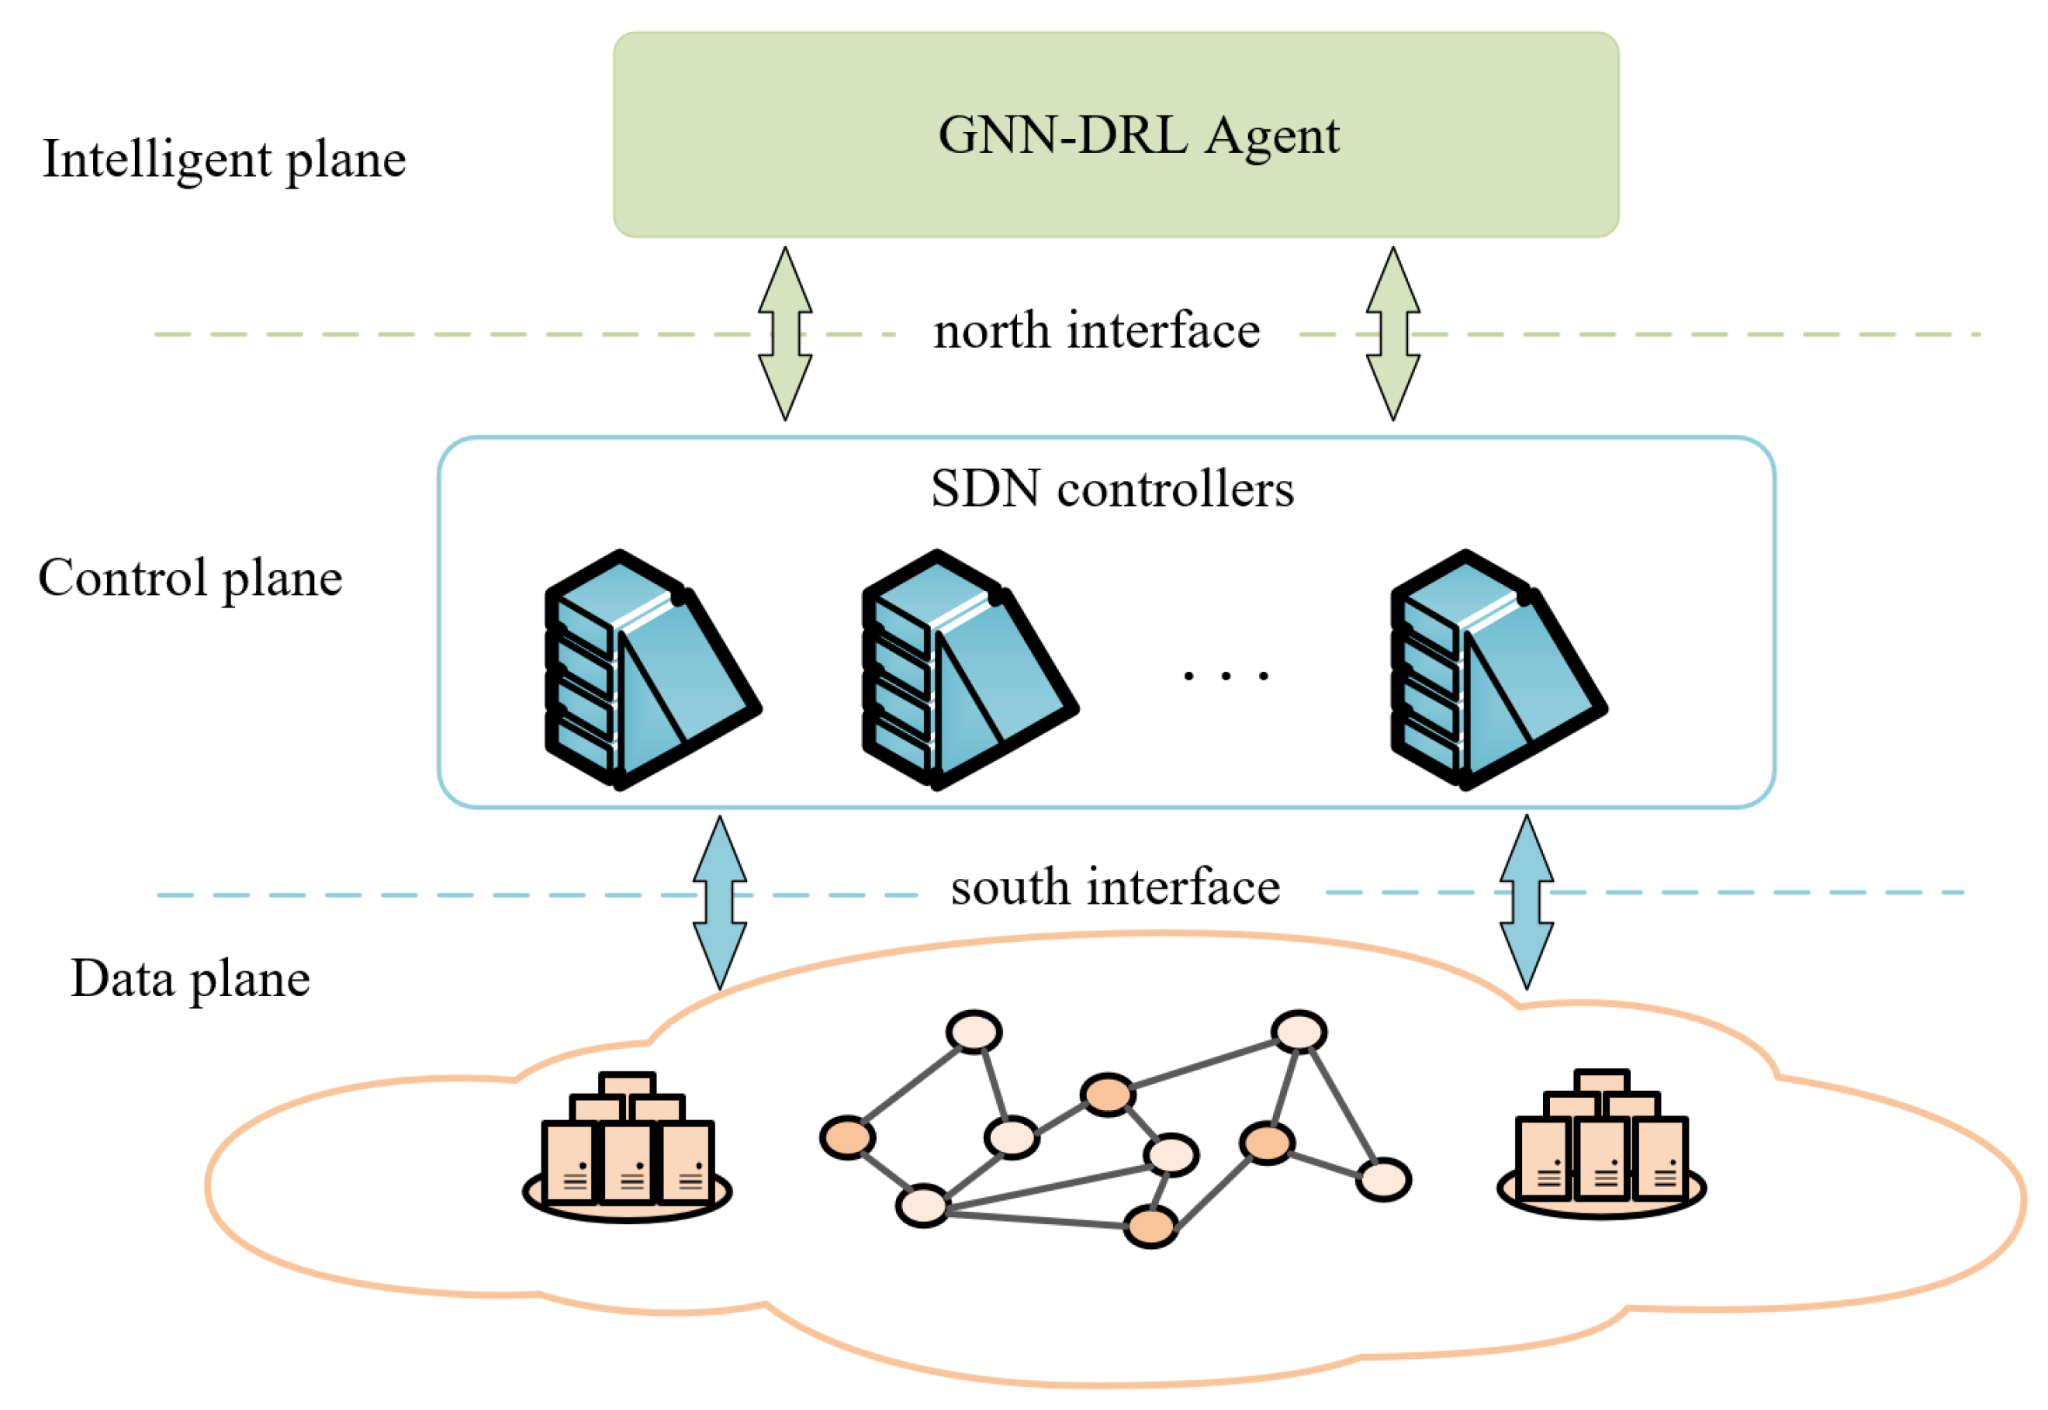 GNN-DRL Agent
Intelligent plane
north interface
SDN controllers
Control plane
. . .
south interface
Data plane